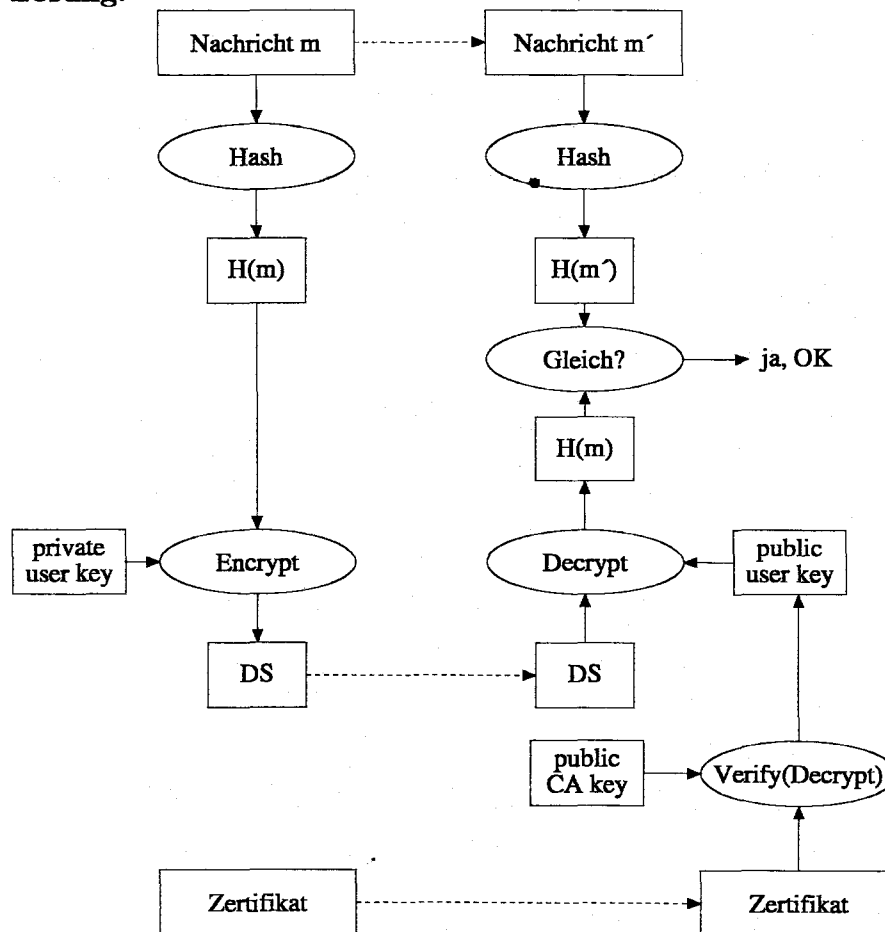 Lösung:
Nachricht m
Nachricht m´
Hash
Hash
H(m)
H(m´)
Gleich?
ja, OK
H(m)
private
user key
Encrypt
Decrypt
public
user key
DS
DS
public
CA key
Verify(Decrypt)
Zertifikat
Zertifikat